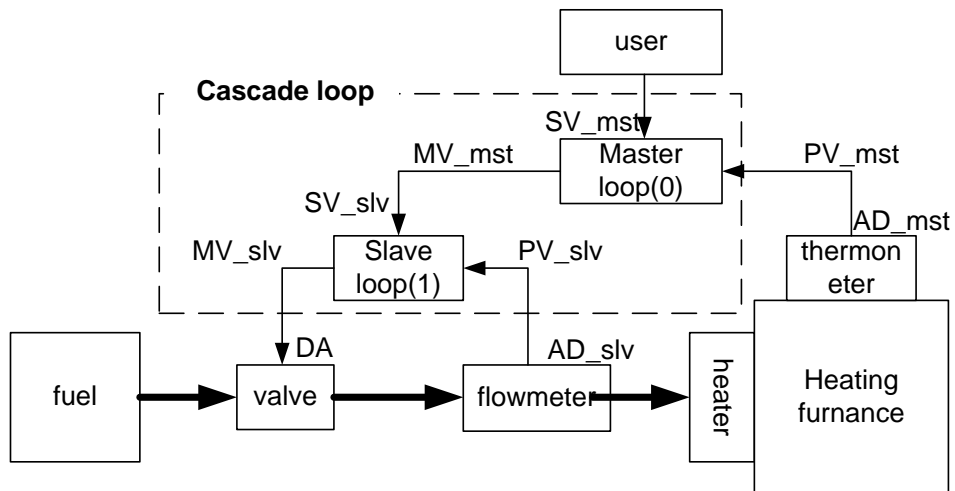 user
Cascade loop
SV_mst
MV_mst
Master
loop(0)
PV_mst
SV_slv
AD_mst
MV_slv
Slave
loop(1)
PV_slv
thermon
eter
DA
AD_slv
fuel
valve
flowmeter
heater
Heating
furnance